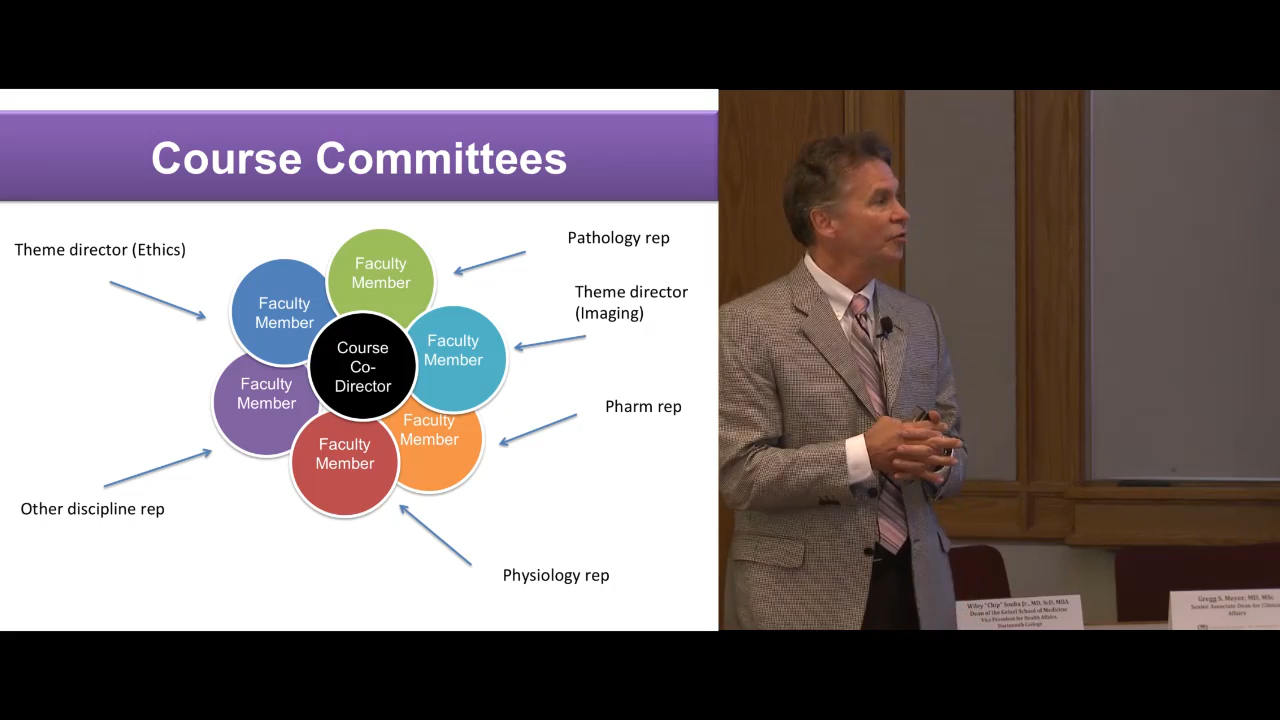 Course Committees
Theme director (Ethics)
Pathology rep
Faculty
Member
Theme director
(Imaging)
Faculty
Member
Course
Co-
Director
Faculty
Member
Faculty
Member
Pharm rep
Faculty
Member
Faculty
Member
Other discipline rep
Physiology rep
Wiley "Chip" Souba Jr., MD, ScD, MBA
Dean of the Geisel School of Medicine
Vice President for Health Affairs,
Dartmouth College
Gregg S. Meyer, MD, MSc
Senior Associate Dean for Clinical
Affairs